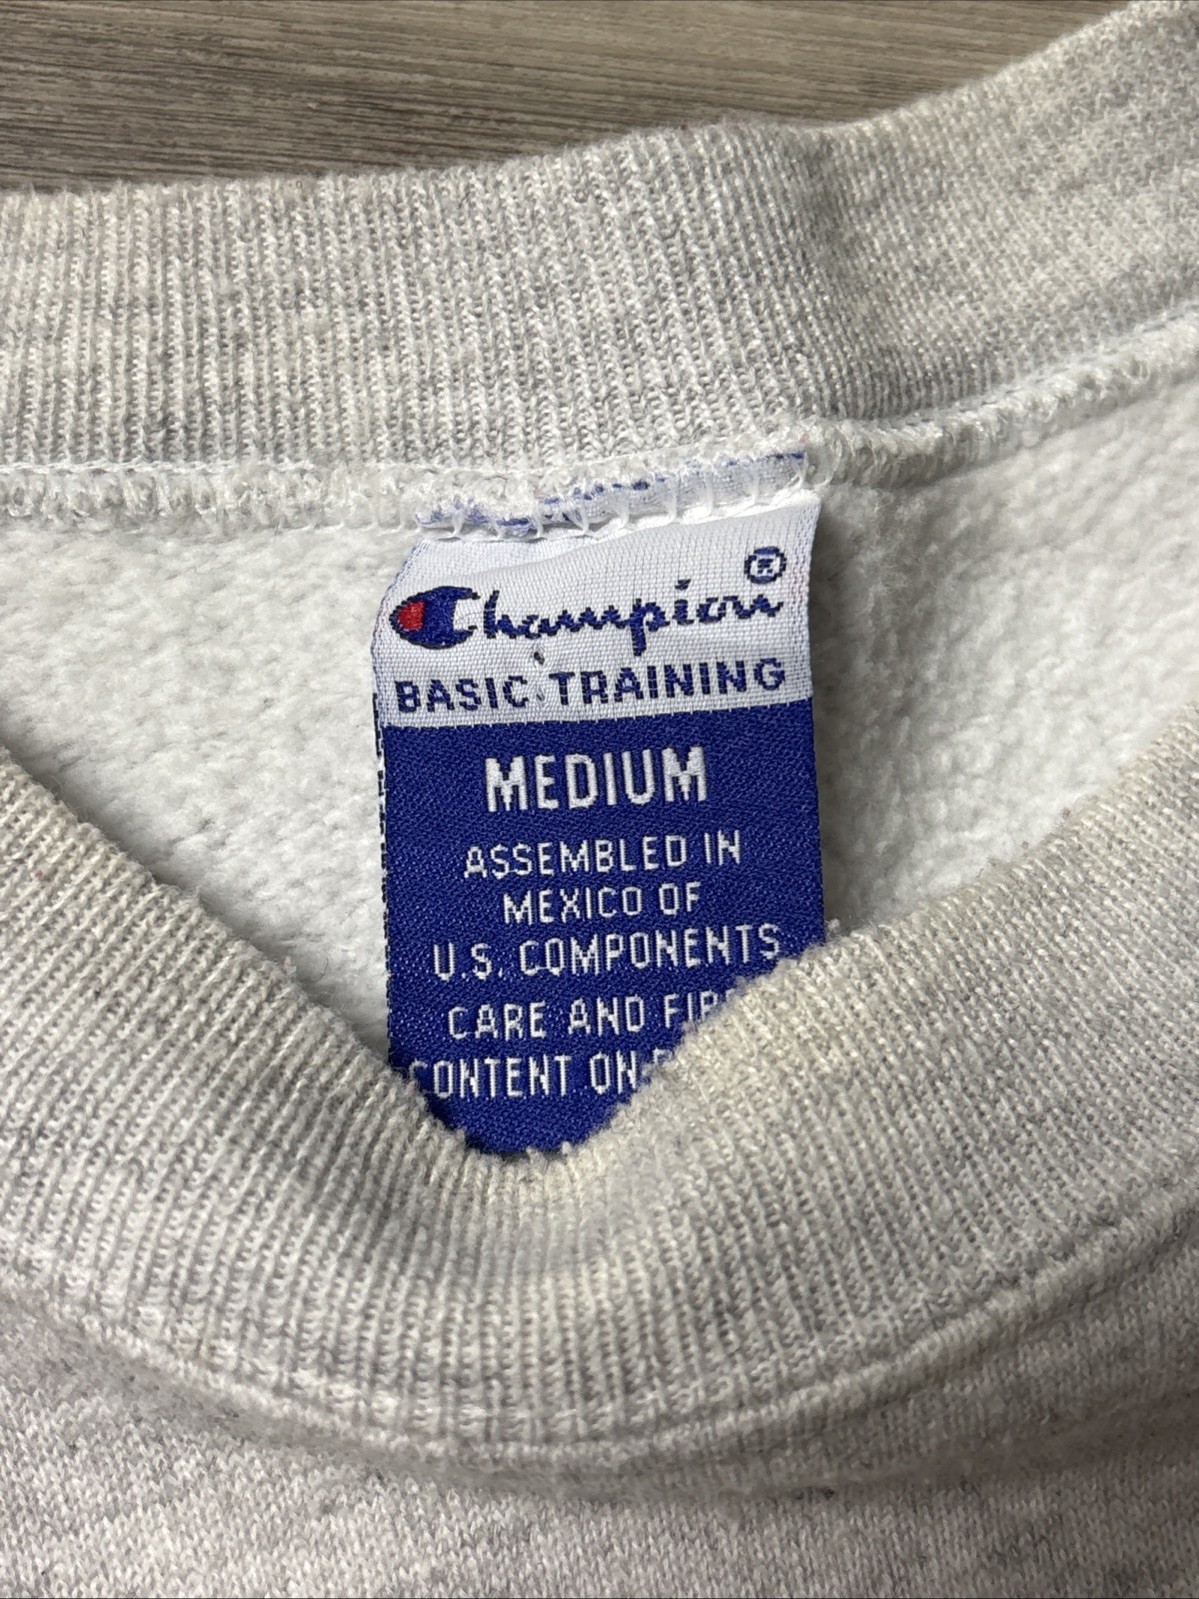 Champion®
BASIC TRAINING
MEDIUM
ASSEMBLED IN
MEXICO OF
U.S. COMPONENTS
CARE AND
CONTENT ON